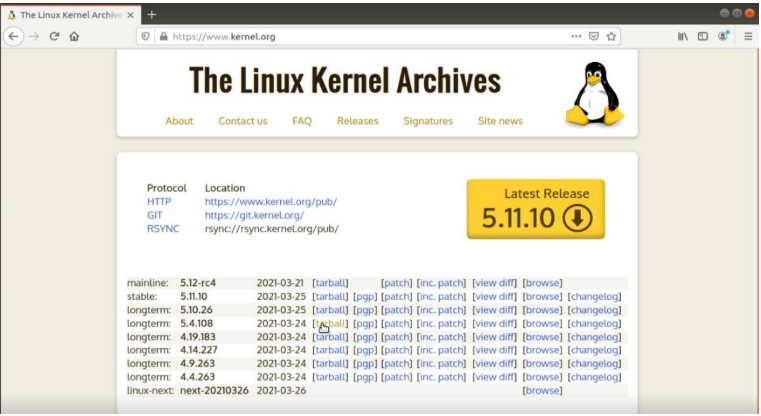 The Linux Kernel Archive
https://www.kernel.org
The Linux Kernel Archives
About Contact us FAQ Releases Signatures Site news
Protocol Location
HTTP https://www.kernel.org/pub/
GIT https://git.kernel.org/
RSYNC rsync://rsync.kernel.org/pub/
Latest Release
5.11.10
mainline: 5.12-rc4 2021-03-21 [tarball] [patch] [inc. patch] [view diff] [browse]
stable: 5.11.10 2021-03-25 [tarball] [pgp] [patch] [inc. patch] [view diff] [browse] [changelog]
longterm: 5.10.26 2021-03-25 [tarball] [pgp] [patch] [inc. patch] [view diff] [browse] [changelog]
longterm: 5.4.108 2021-03-24 [tarball] [pgp] [patch] [inc. patch] [view diff] [browse] [changelog]
longterm: 4.19.183 2021-03-24 [tarball] [pgp] [patch] [inc. patch] [view diff] [browse] [changelog]
longterm: 4.14.227 2021-03-24 [tarball] [pgp] [patch] [inc. patch] [view diff] [browse] [changelog]
longterm: 4.9.263 2021-03-24 [tarball] [pgp] [patch] [inc. patch] [view diff] [browse] [changelog]
longterm: 4.4.263 2021-03-24 [tarball] [pgp] [patch] [inc. patch] [view diff] [browse] [changelog]
linux-next: next-20210326 2021-03-26 [browse]